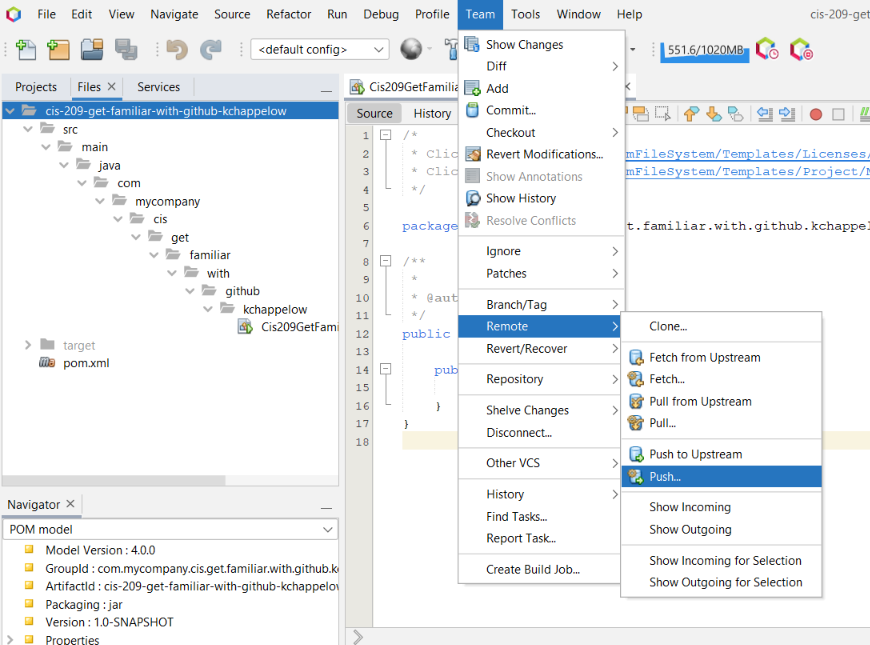 File Edit View Navigate Source Refactor Run Debug Profile Team Tools Window Help cis-209-get
<default config> 551.6/1020MB
Projects Files Services
cis-209-get-familiar-with-github-kchappelow
src
main
java
com
mycompany
cis
get
familiar
with
github
kchappelow
Cis209GetFami
target
pom.xml
Navigator
POM model
Model Version : 4.0.0
GroupId : com.mycompany.cis.get.familiar.with.github.k
ArtifactId : cis-209-get-familiar-with-github-kchappelow
Packaging : jar
Version : 1.0-SNAPSHOT
Properties
Cis209GetFamilia
Source History
1 /*
2 * Clic mFileSystem/Templates/Licenses/
3 * Clic mFileSystem/Templates/Project/M
4 */
5
6 package t.familiar.with.github.kchappel
7
8 /**
9 *
10 * @aut
11 */
12 public
13
14 pub
15
16 }
17 }
18
Show Changes
Diff
Add
Commit...
Checkout
Revert Modifications...
Show Annotations
Show History
Resolve Conflicts
Ignore
Patches
Branch/Tag
Remote
Revert/Recover
Repository
Shelve Changes
Disconnect...
Other VCS
History
Find Tasks...
Report Task...
Create Build Job...
Clone...
Fetch from Upstream
Fetch...
Pull from Upstream
Pull...
Push to Upstream
Push...
Show Incoming
Show Outgoing
Show Incoming for Selection
Show Outgoing for Selection